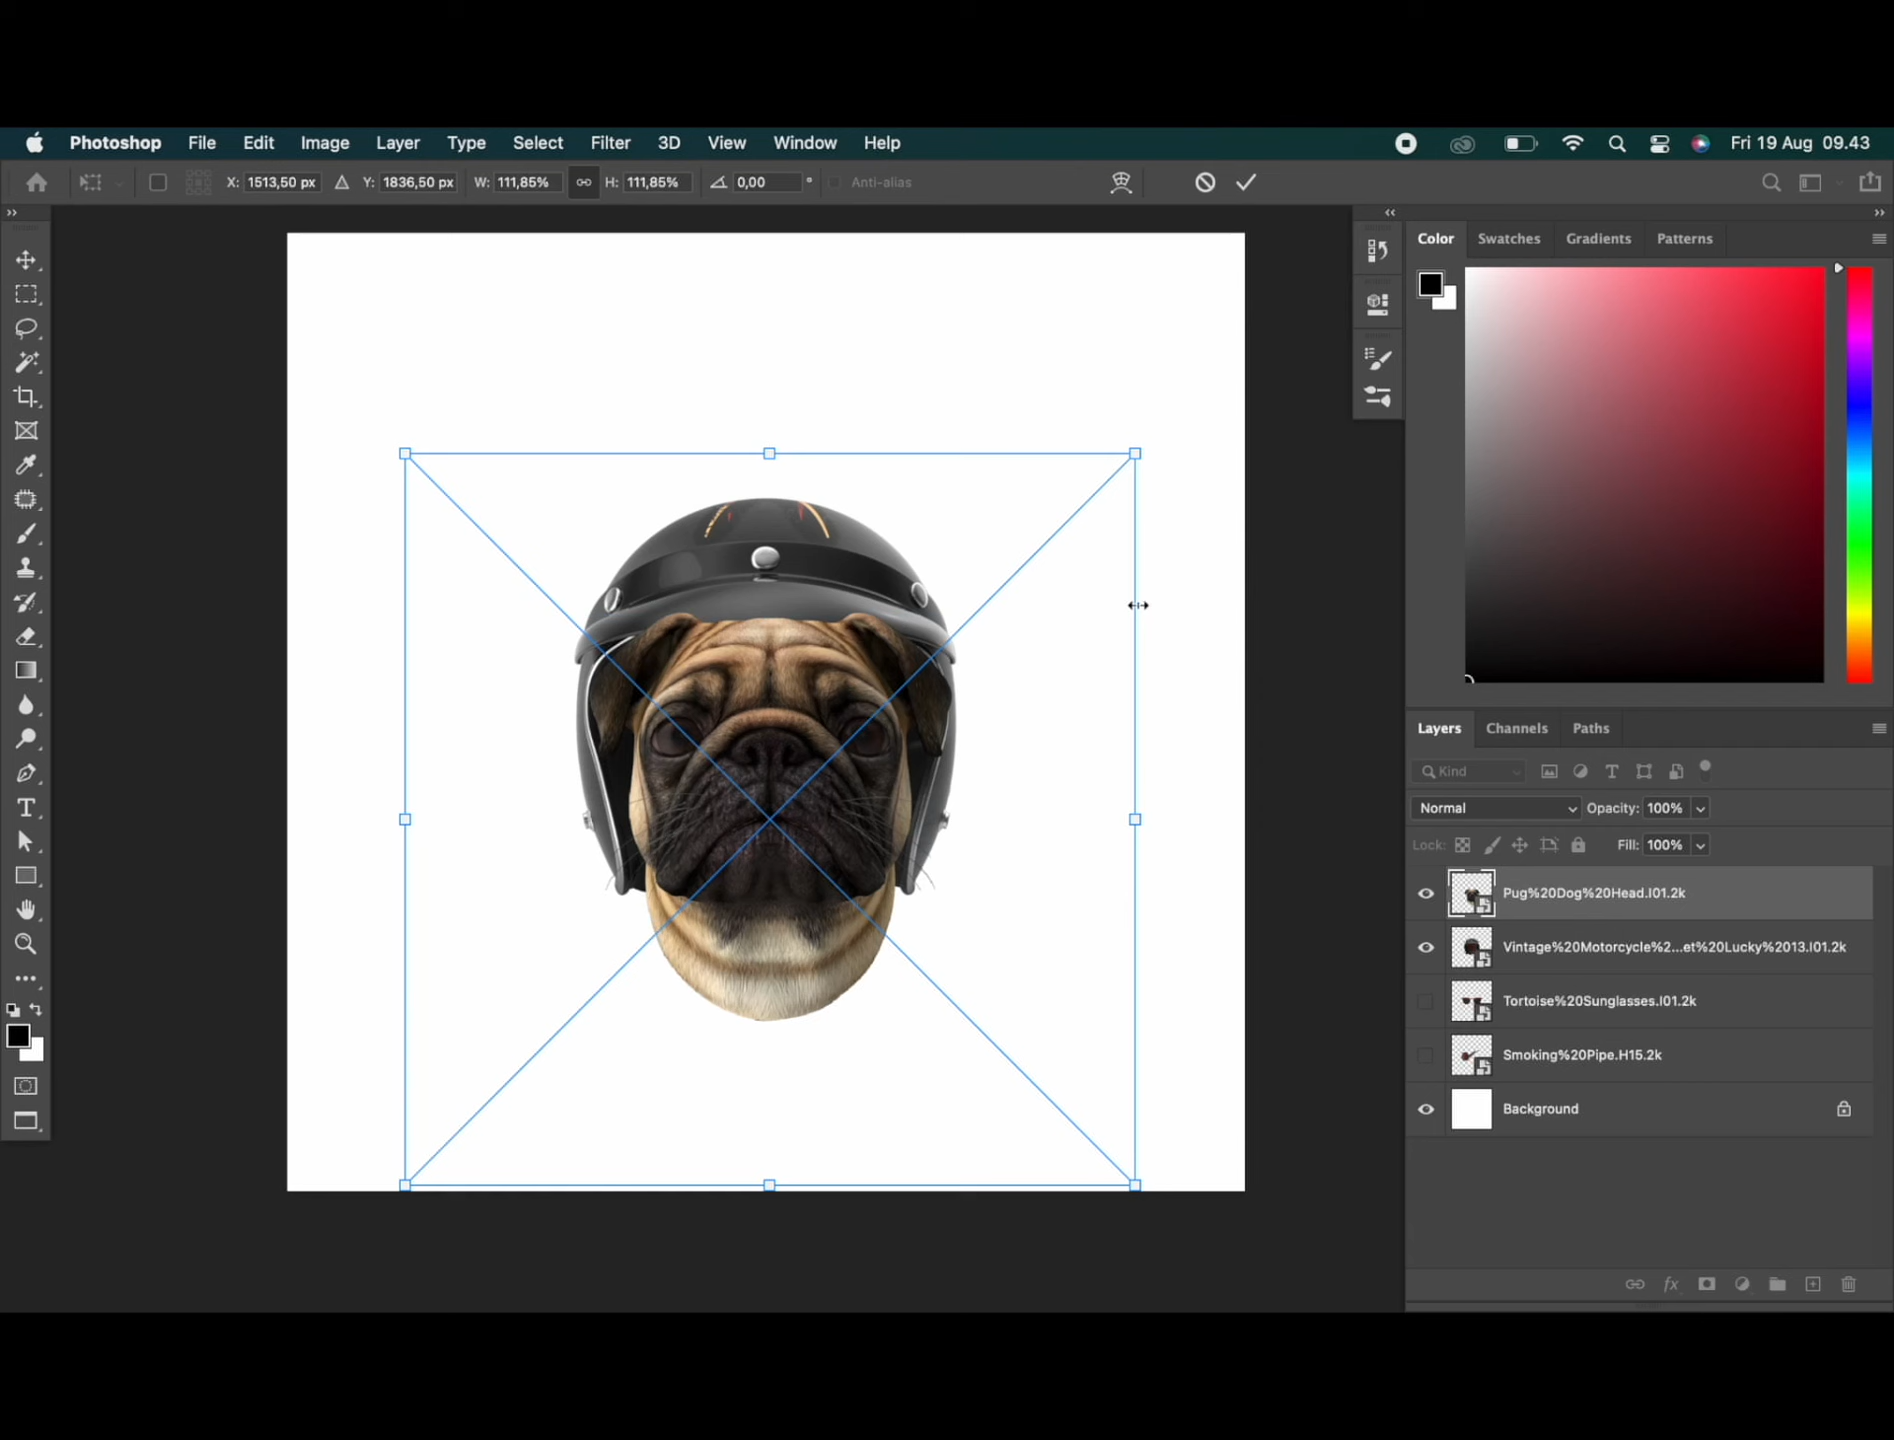 Photoshop File Edit Image Layer Type Select Filter 3D View Window Help Fri 19 Aug 09.43
X: 1513,50 px Y: 1836,50 px W: 111,85% H: 111,85% 0,00 ° Anti-alias
Color Swatches Gradients Patterns
Layers Channels Paths
Kind
Normal Opacity: 100%
Lock: Fill: 100%
Pug%20Dog%20Head.I01.2k
Vintage%20Motorcycle%2...et%20Lucky%2013.I01.2k
Tortoise%20Sunglasses.I01.2k
Smoking%20Pipe.H15.2k
Background